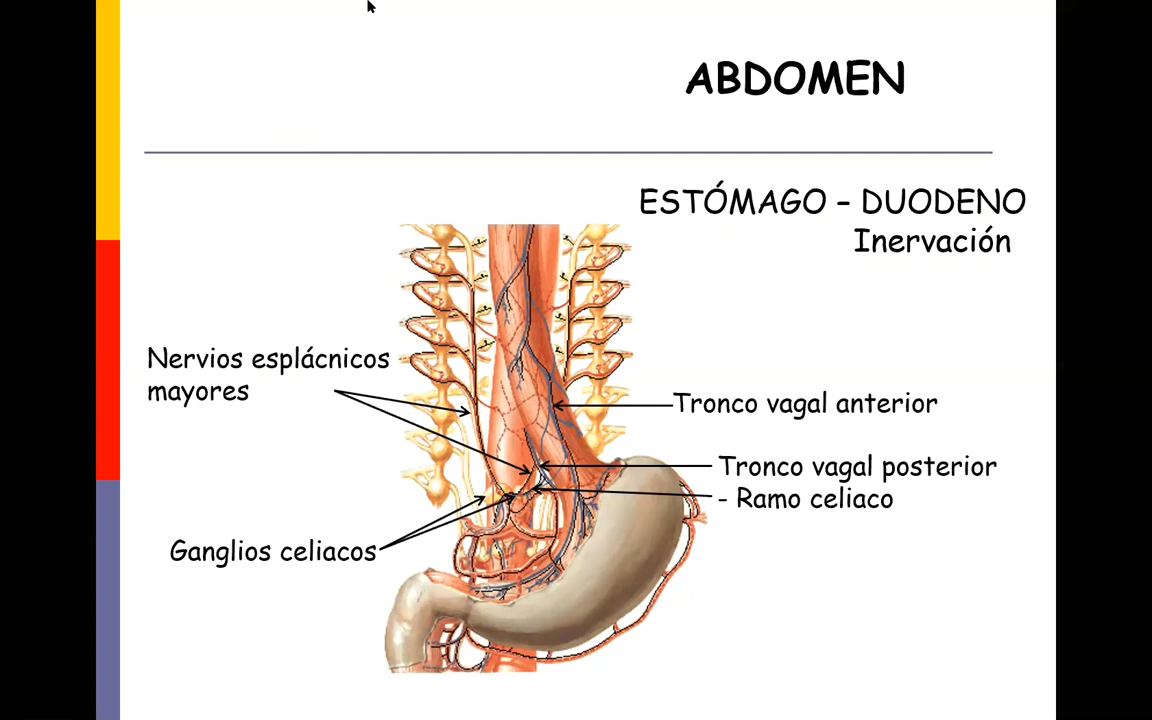 ABDOMEN
ESTÓMAGO – DUODENO
Inervación
Nervios esplácnicos
mayores
Tronco vagal anterior
Tronco vagal posterior
- Ramo celiaco
Ganglios celiacos